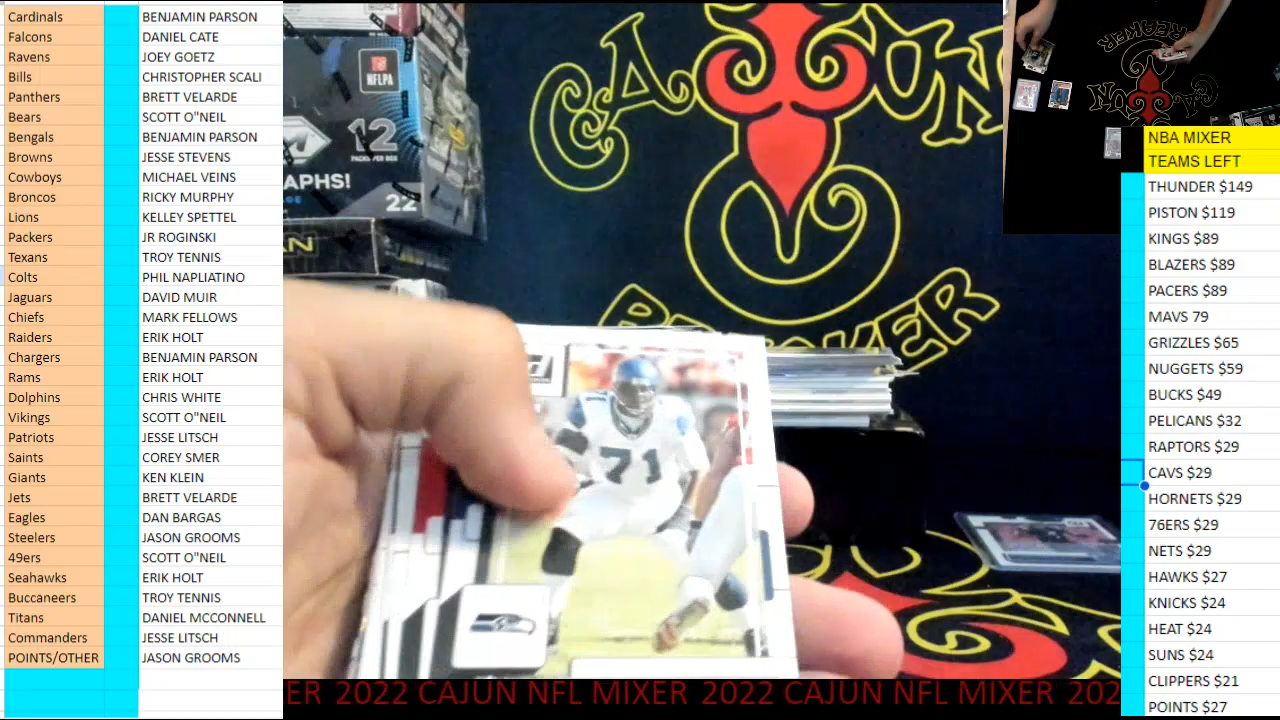 Cardinals BENJAMIN PARSON
Falcons DANIEL CATE
Ravens JOEY GOETZ
Bills CHRISTOPHER SCALI
Panthers BRETT VELARDE
Bears SCOTT O"NEIL
Bengals BENJAMIN PARSON
Browns JESSE STEVENS
Cowboys MICHAEL VEINS
Broncos RICKY MURPHY
Lions KELLEY SPETTEL
Packers JR ROGINSKI
Texans TROY TENNIS
Colts PHIL NAPLIATINO
Jaguars DAVID MUIR
Chiefs MARK FELLOWS
Raiders ERIK HOLT
Chargers BENJAMIN PARSON
Rams ERIK HOLT
Dolphins CHRIS WHITE
Vikings SCOTT O"NEIL
Patriots JESSE LITSCH
Saints COREY SMER
Giants KEN KLEIN
Jets BRETT VELARDE
Eagles DAN BARGAS
Steelers JASON GROOMS
49ers SCOTT O"NEIL
Seahawks ERIK HOLT
Buccaneers TROY TENNIS
Titans DANIEL MCCONNELL
Commanders JESSE LITSCH
POINTS/OTHER JASON GROOMS
NFLPA
12
PACKS PER BOX
APHS!
22
CAJUN
BREAKER
71
ER 2022 CAJUN NFL MIXER 2022 CAJUN NFL MIXER 202
NBA MIXER
TEAMS LEFT
THUNDER $149
PISTON $119
KINGS $89
BLAZERS $89
PACERS $89
MAVS 79
GRIZZLES $65
NUGGETS $59
BUCKS $49
PELICANS $32
RAPTORS $29
CAVS $29
HORNETS $29
76ERS $29
NETS $29
HAWKS $27
KNICKS $24
HEAT $24
SUNS $24
CLIPPERS $21
POINTS $27